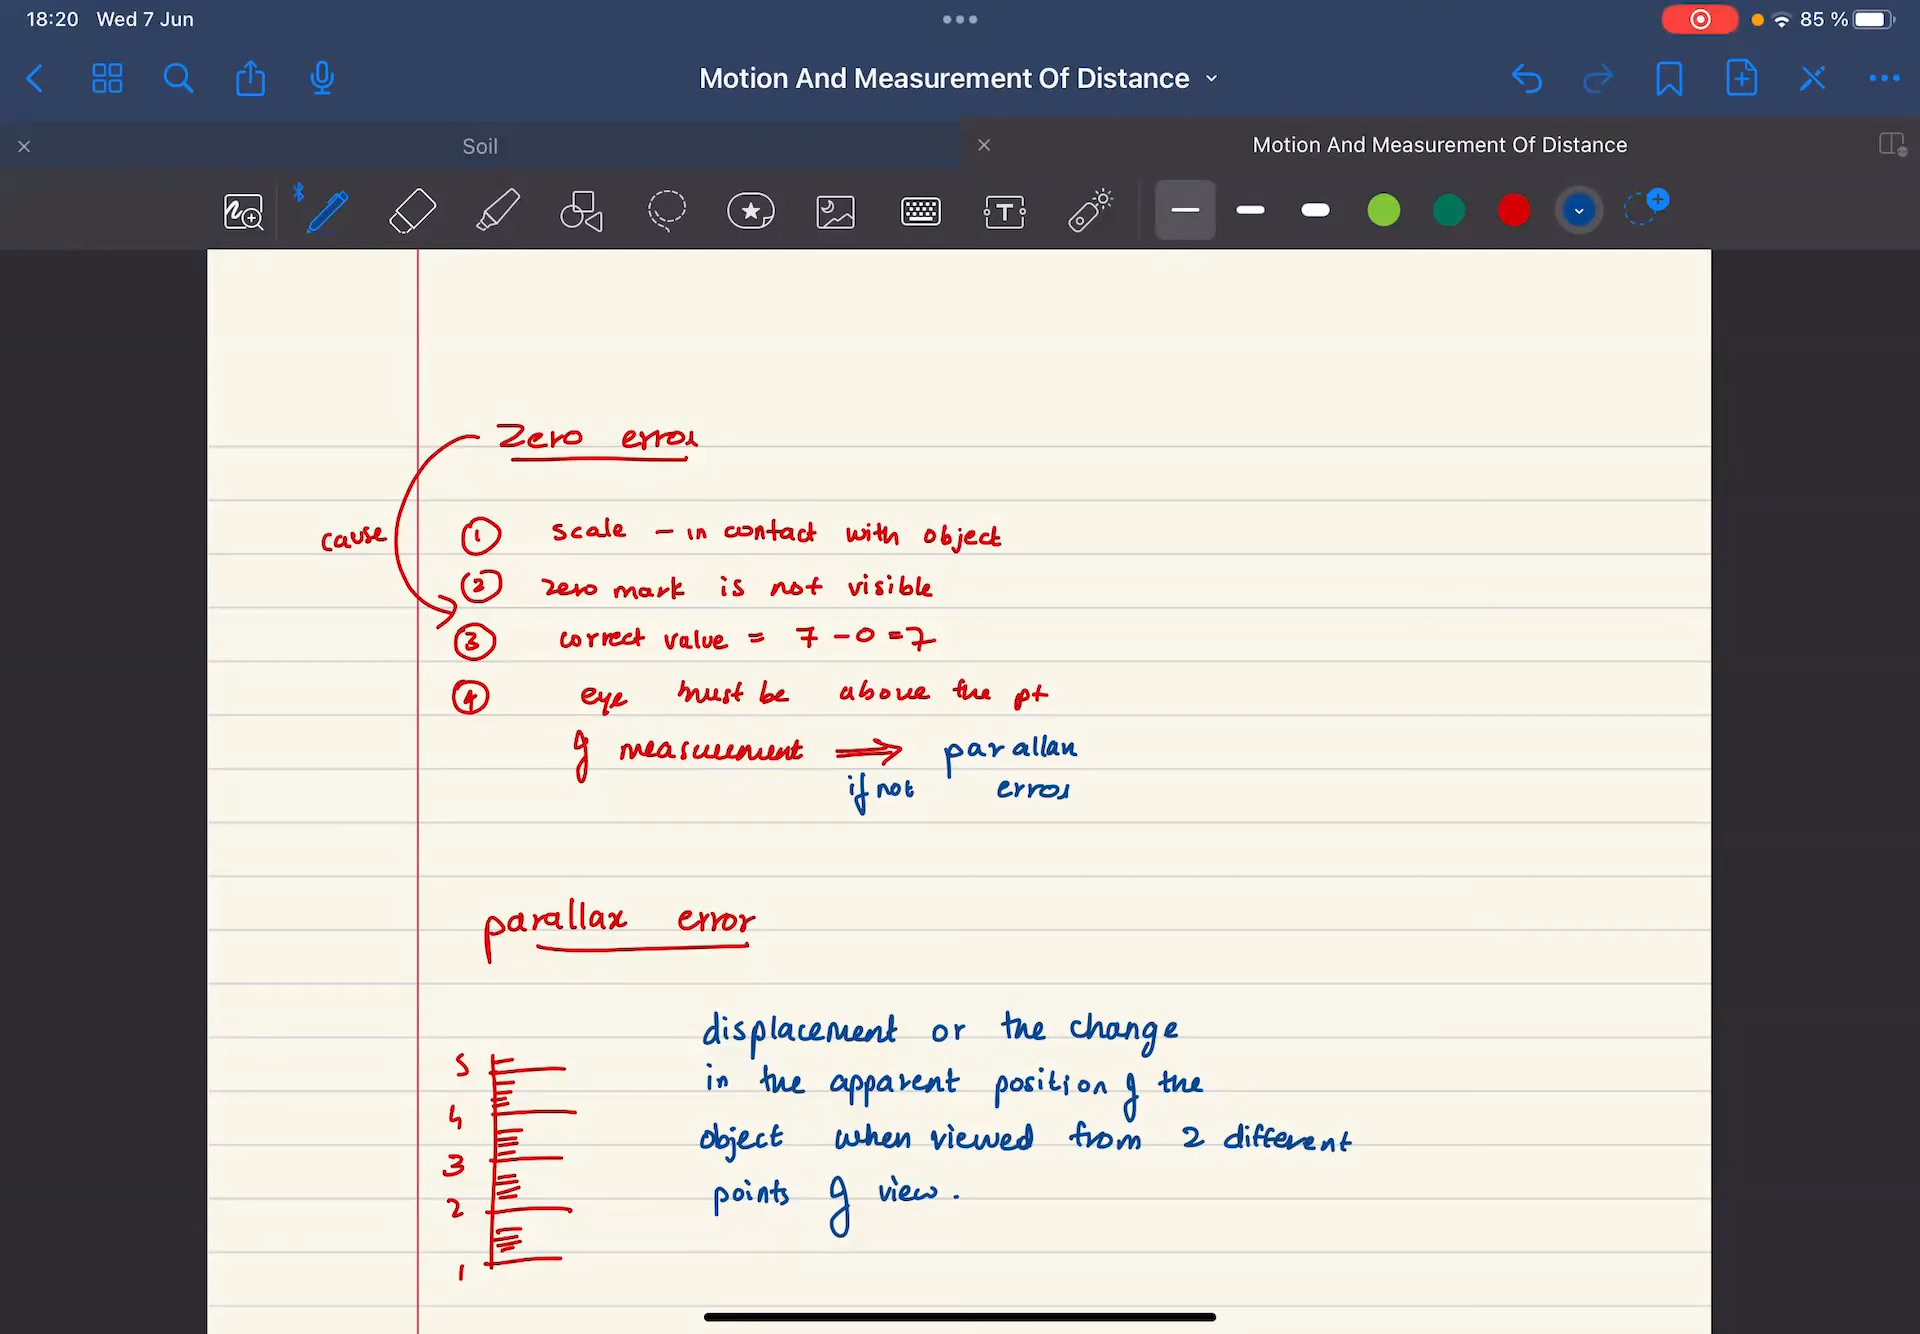 18:20 Wed 7 Jun
85 %
Motion And Measurement Of Distance
Soil
Motion And Measurement Of Distance
T
Zero error
cause
1 scale - in contact with object
2 zero mark is not visible
3 correct value = 7 - 0 = 7
4 eye must be above the pt
of measurement ⇒ parallax
if not error
parallax error
displacement or the change
in the apparent position of the
object when viewed from 2 different
points of view.
5
4
3
2
1